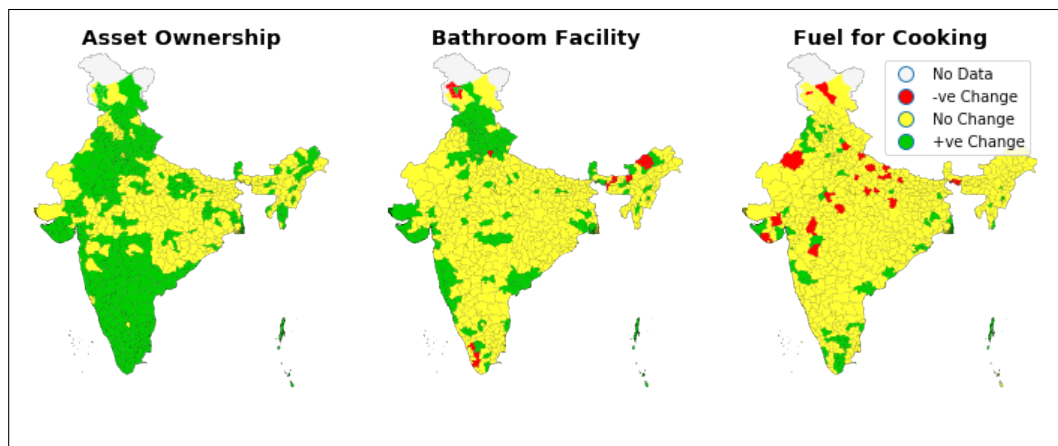 Asset Ownership
Bathroom Facility
Fuel for Cooking
No Data
-ve Change
No Change
+ve Change